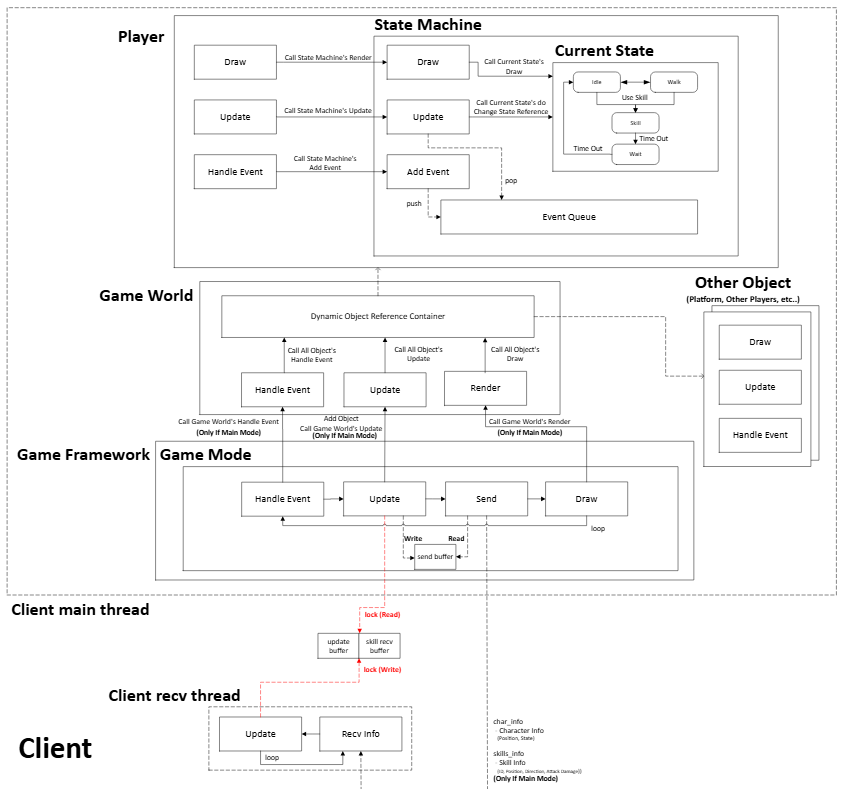 State Machine
Player
Current State
Draw
Call State Machine's Render
Draw
Call Current State's
Draw
Idle
Walk
Use Skill
Update
Call State Machine's Update
Update
Call Current State's do
Change State Reference
Skill
Time Out
Time Out
Wait
Handle Event
Call State Machine's
Add Event
Add Event
pop
push
Event Queue
Game World
Other Object
(Platform, Other Players, etc..)
Dynamic Object Reference Container
Draw
Call All Object's
Handle Event
Call All Object's
Update
Call All Object's
Draw
Handle Event
Update
Render
Update
Call Game World's Handle Event
(Only If Main Mode)
Add Object
Call Game World's Update
(Only If Main Mode)
Call Game World's Render
(Only If Main Mode)
Handle Event
Game Framework
Game Mode
Handle Event
Update
Send
Draw
loop
Write
Read
send buffer
Client main thread
lock (Read)
update
buffer
skill recv
buffer
lock (Write)
Client recv thread
Update
Recv Info
loop
Client
char_info
- Character Info
(Position, State)
skills_info
- Skill Info
(Only If Main Mode)